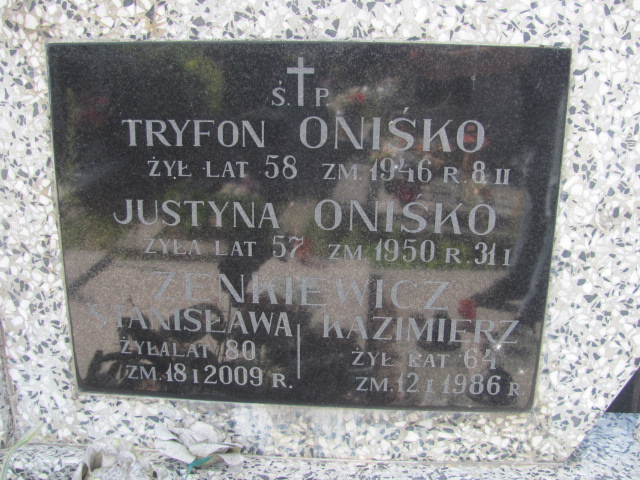 Ś. P.
TRYFON ONIŚKO
ŻYŁ LAT 58 ZM. 1946 R. 8 II
JUSTYNA ONIŚKO
ŻYŁA LAT 57 ZM 1950 R. 31 I
ŻENKIEWICZ
STANISŁAWA KAZIMIERZ
ŻYŁA LAT 80 ŻYŁ LAT 64
ZM. 18 I 2009 R. ZM. 12 I 1986 R